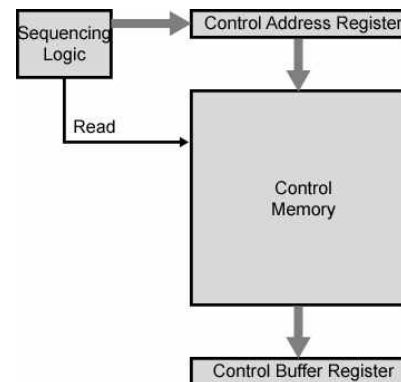 Sequencing
Logic
Control Address Register
Read
Control
Memory
Control Buffer Register